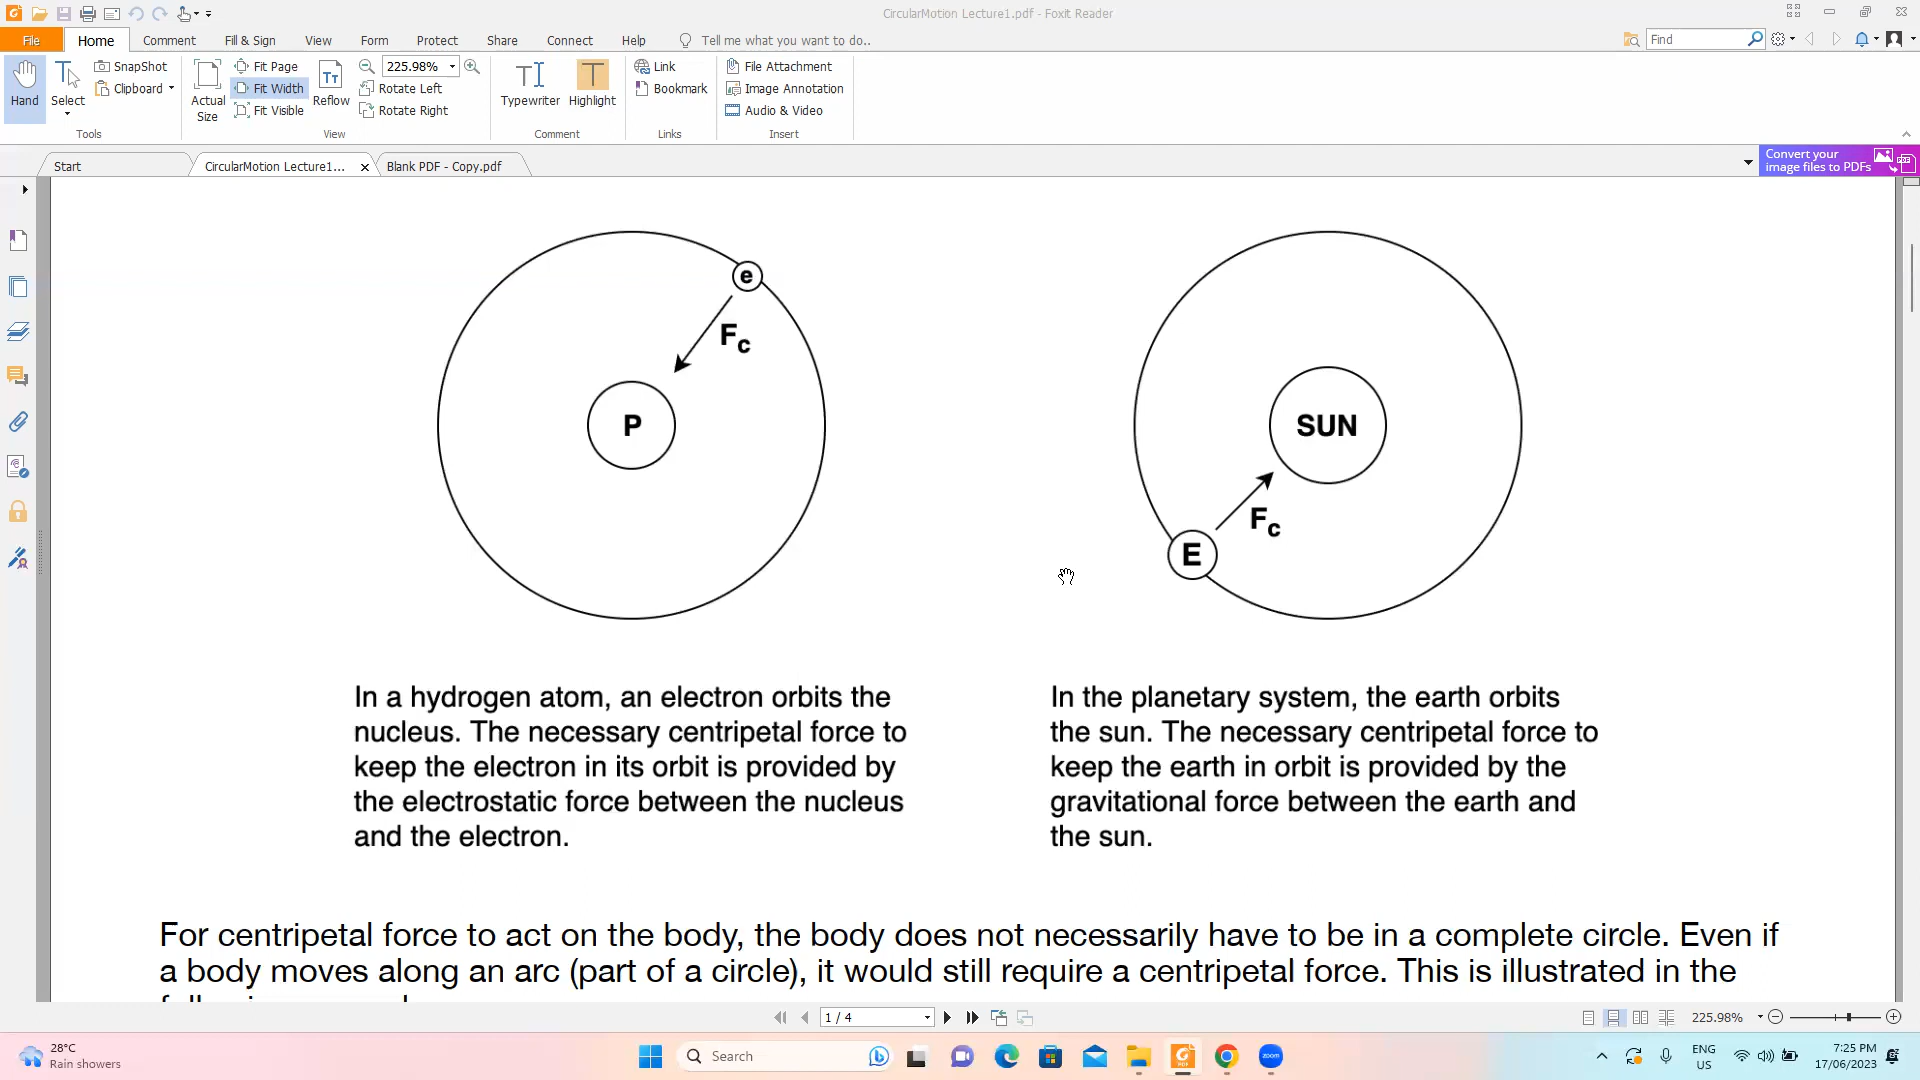 CircularMotion Lecture1.pdf - Foxit Reader
File Home Comment Fill & Sign View Form Protect Share Connect Help Tell me what you want to do.. Find
Hand
Select
SnapShot
Clipboard
Tools
Actual
Size
Fit Page
Fit Width
Fit Visible
Reflow
225.98%
Rotate Left
Rotate Right
View
Typewriter
Highlight
Comment
Link
Bookmark
Links
File Attachment
Image Annotation
Audio & Video
Insert
Start
CircularMotion Lecture1...
Blank PDF - Copy.pdf
Convert your
image files to PDFs
e
Fc
P
SUN
Fc
E
In a hydrogen atom, an electron orbits the
nucleus. The necessary centripetal force to
keep the electron in its orbit is provided by
the electrostatic force between the nucleus
and the electron.
In the planetary system, the earth orbits
the sun. The necessary centripetal force to
keep the earth in orbit is provided by the
gravitational force between the earth and
the sun.
For centripetal force to act on the body, the body does not necessarily have to be in a complete circle. Even if
a body moves along an arc (part of a circle), it would still require a centripetal force. This is illustrated in the
1 / 4
225.98%
28°C
Rain showers
Search
zoom
ENG
US
7:25 PM
17/06/2023